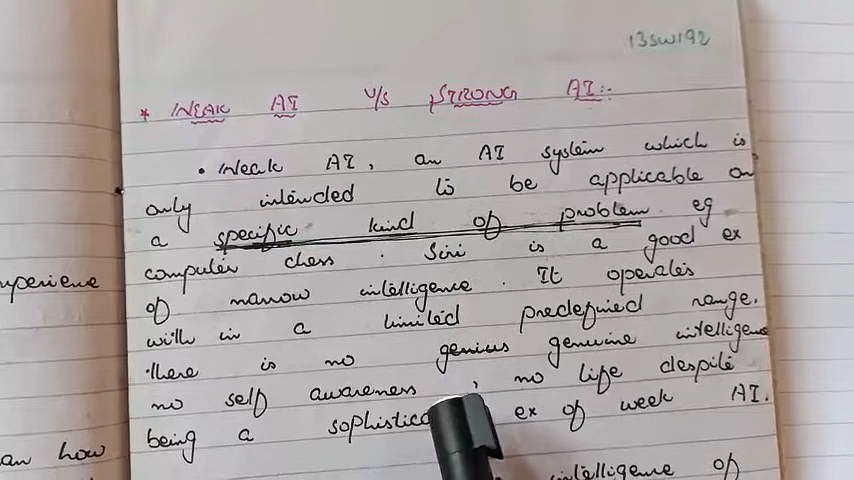 13SW192
* WEAK AI V/S STRONG AI:-
• Weak AI, an AI system which is
only intended to be applicable on
a specific kind of problem eg
computer chess. Siri is a good ex
of narrow intelligence. It operates
with in a limited predefined range.
there is no genius genuine intelligence
no self awareness, no life despite
being a ex of week AI.
intelligence of
xperience
an how